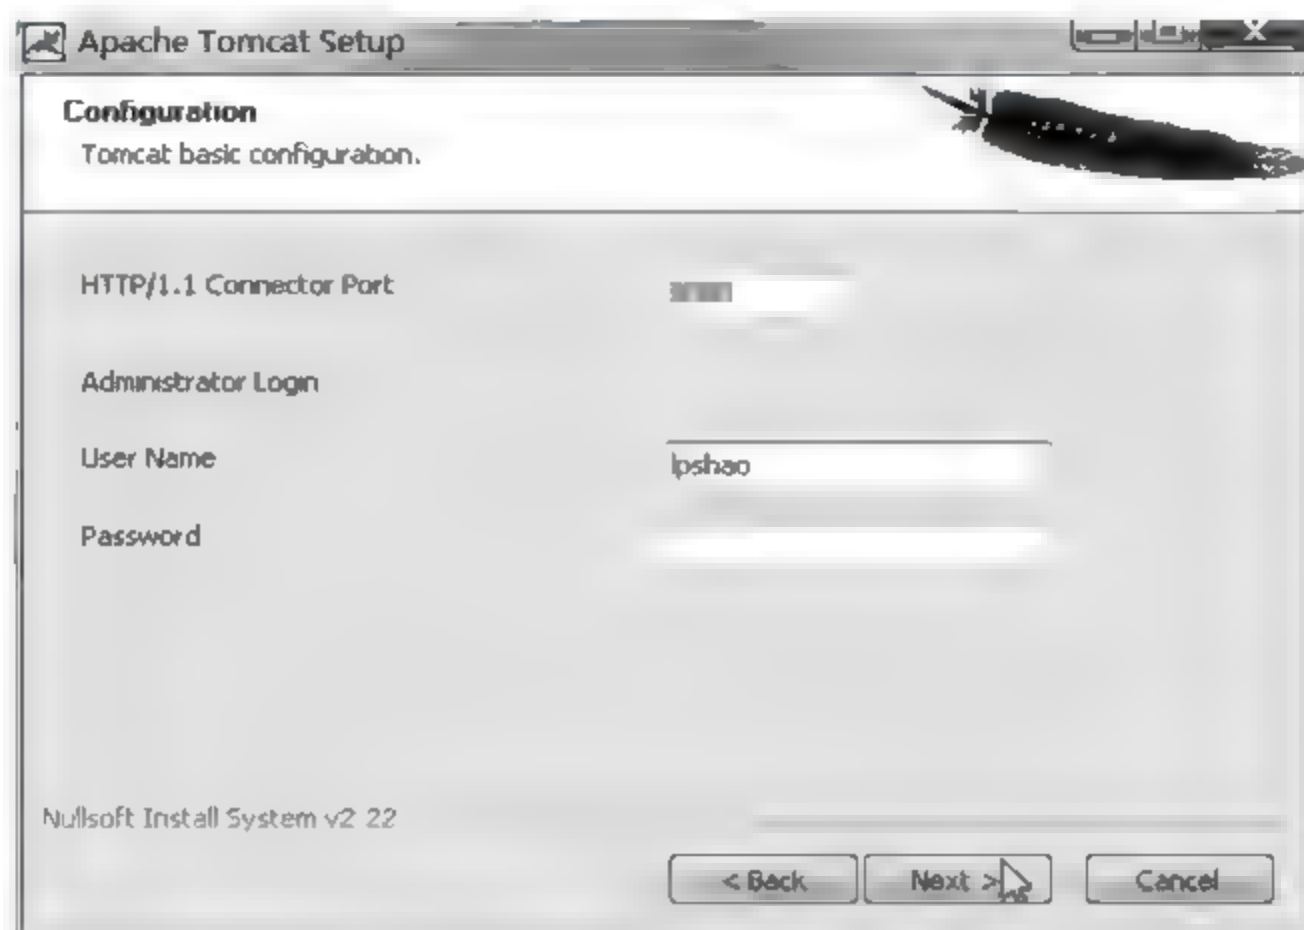 Apache Tomcat Setup
Configuration
Tomcat basic configuration.
HTTP/1.1 Connector Port
Administrator Login
User Name
lpshao
Password
Nullsoft Install System v2 22
< Back
Next >
Cancel